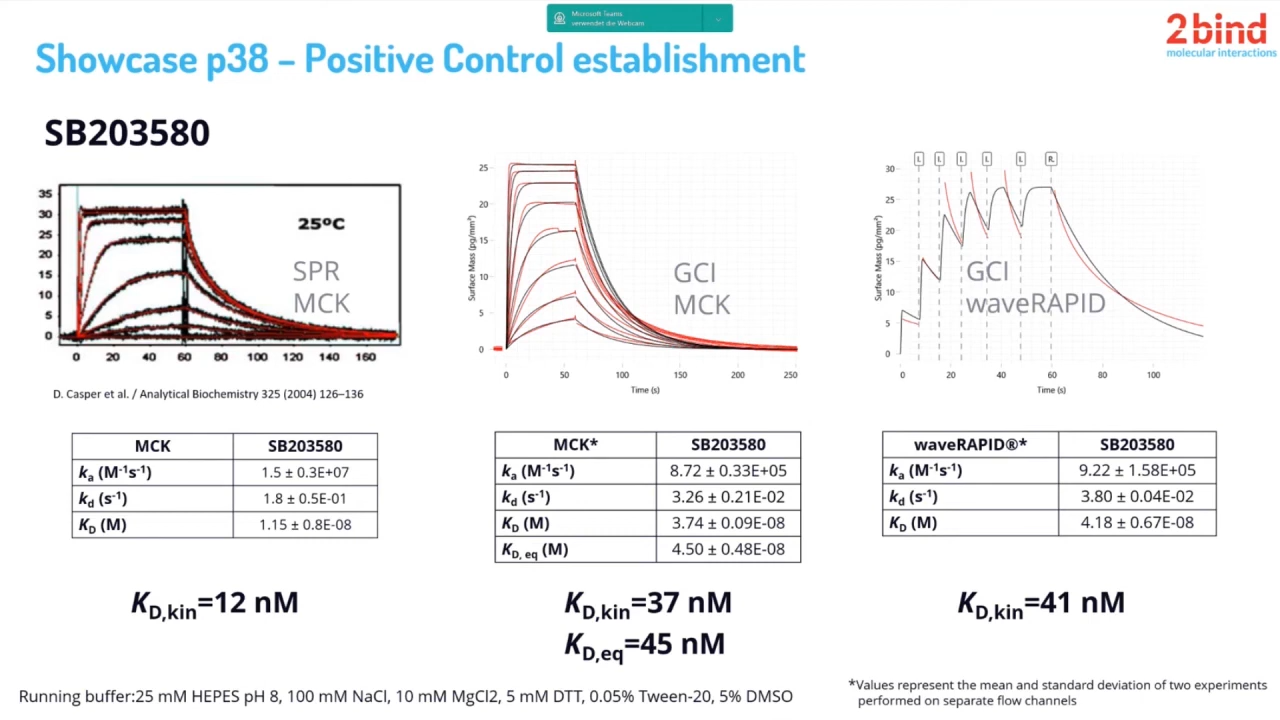 Microsoft Teams
verwendet die Webcam
2bind
molecular interactions
Showcase p38 – Positive Control establishment
SB203580
35
30
25
20
15
10
5
0
0 20 40 60 80 100 120 140 160
25ºC
SPR
MCK
D. Casper et al. / Analytical Biochemistry 325 (2004) 126–136
Surface Mass (pg/mm²)
25
20
15
10
5
0
0 50 100 150 200 250
Time (s)
GCI
MCK
L L L L L R.
Surface Mass (pg/mm²)
30
25
20
15
10
5
0
0 20 40 60 80 100
Time (s)
GCI
waveRAPID
MCK SB203580
ka (M-1s-1) 1.5 ± 0.3E+07
kd (s-1) 1.8 ± 0.5E-01
KD (M) 1.15 ± 0.8E-08
MCK* SB203580
ka (M-1s-1) 8.72 ± 0.33E+05
kd (s-1) 3.26 ± 0.21E-02
KD (M) 3.74 ± 0.09E-08
KD, eq (M) 4.50 ± 0.48E-08
waveRAPID®* SB203580
ka (M-1s-1) 9.22 ± 1.58E+05
kd (s-1) 3.80 ± 0.04E-02
KD (M) 4.18 ± 0.67E-08
KD,kin=12 nM
KD,kin=37 nM
KD,eq=45 nM
KD,kin=41 nM
Running buffer:25 mM HEPES pH 8, 100 mM NaCl, 10 mM MgCl2, 5 mM DTT, 0.05% Tween-20, 5% DMSO
*Values represent the mean and standard deviation of two experiments
performed on separate flow channels